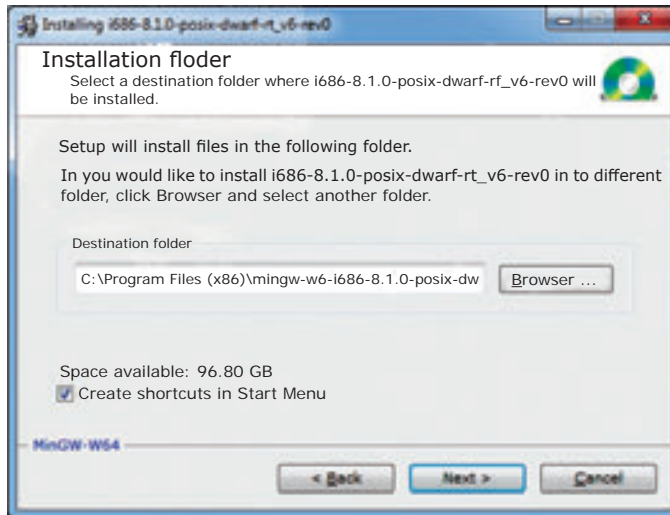 Installing i686-8.1.0-posix-dwarf-rt_v6-rev0
Installation floder
Select a destination folder where i686-8.1.0-posix-dwarf-rf_v6-rev0 will
be installed.
Setup will install files in the following folder.
In you would like to install i686-8.1.0-posix-dwarf-rt_v6-rev0 in to different
folder, click Browser and select another folder.
Destination folder
C:\Program Files (x86)\mingw-w6-i686-8.1.0-posix-dw
Browser ...
Space available: 96.80 GB
Create shortcuts in Start Menu
MinGW-W64
< Back
Next >
Cancel